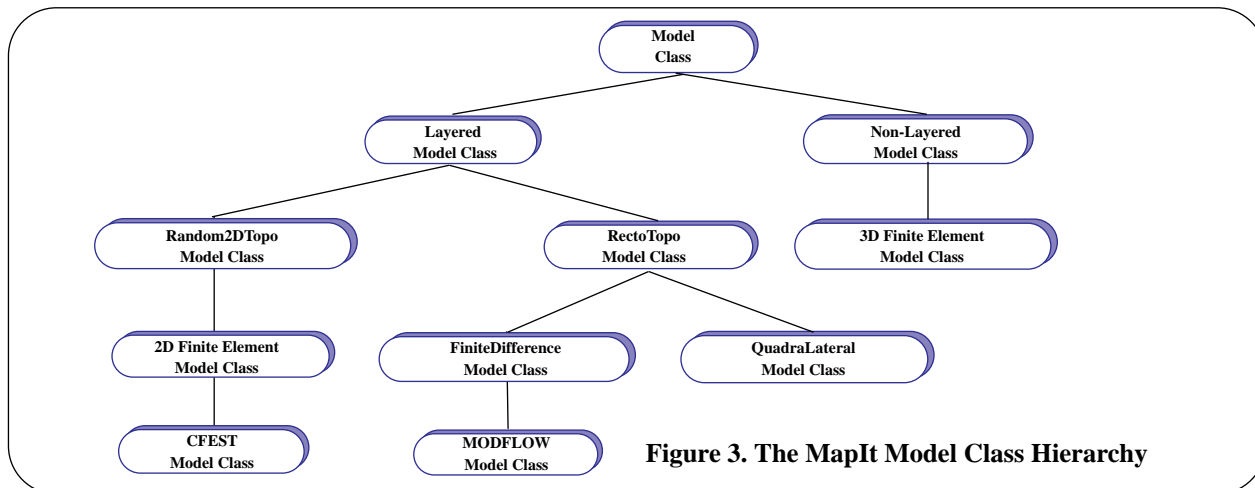 Model
Class
Layered
Model Class
Non-Layered
Model Class
Random2DTopo
Model Class
RectoTopo
Model Class
3D Finite Element
Model Class
2D Finite Element
Model Class
FiniteDifference
Model Class
QuadraLateral
Model Class
CFEST
Model Class
MODFLOW
Model Class
Figure 3. The MapIt Model Class Hierarchy